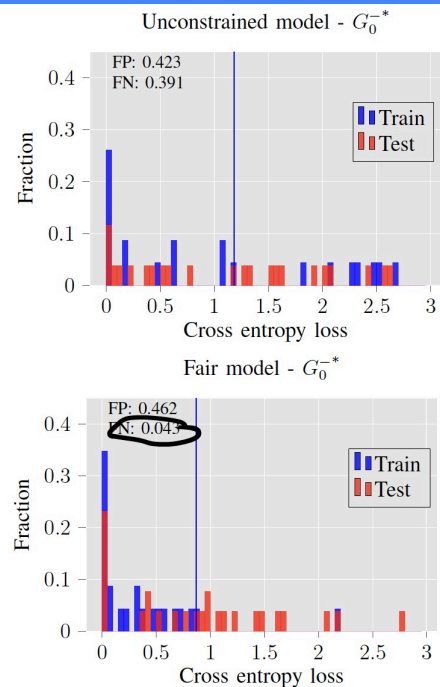 Unconstrained model - G₀⁻*
FP: 0.423
FN: 0.391
0.4
0.3
0.2
0.1
0
Fraction
Train
Test
0 0.5 1 1.5 2 2.5 3
Cross entropy loss
Fair model - G₀⁻*
FP: 0.462
FN: 0.043
0.4
0.3
0.2
0.1
0
Fraction
Train
Test
0 0.5 1 1.5 2 2.5 3
Cross entropy loss